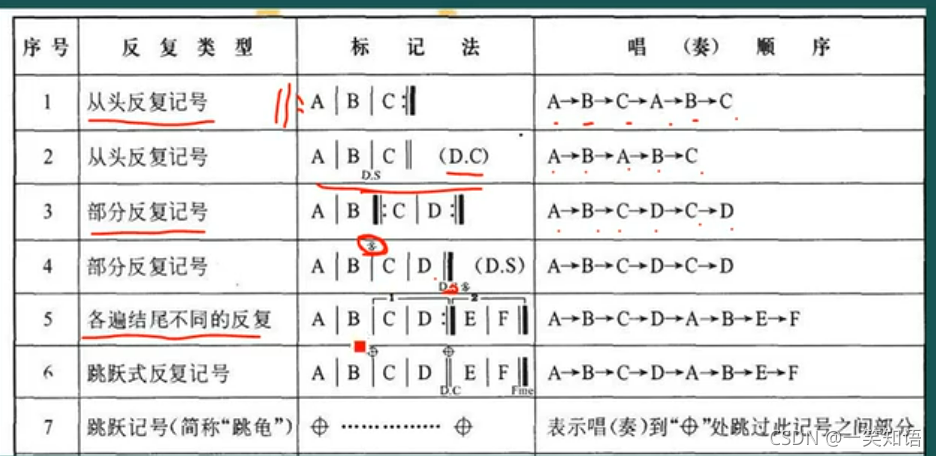 序号 反复类型 标记法 唱（奏）顺序
1 从头反复记号 A B C A→B→C→A→B→C
2 从头反复记号 A B C （D.C） A→B→A→B→C
D.S
3 部分反复记号 A B C D A→B→C→D→C→D
4 部分反复记号 A B C D （D.S） A→B→C→D→C→D
1 2
5 各遍结尾不同的反复 A B C D E F A→B→C→D→A→B→E→F
6 跳跃式反复记号 A B C D E F A→B→C→D→A→B→E→F
D.C Fine
7 跳跃记号（简称“跳龟”） ⊕ …………… ⊕ 表示唱（奏）到“⊕”处跳过此记号之间部分
CSDN @一笑知语